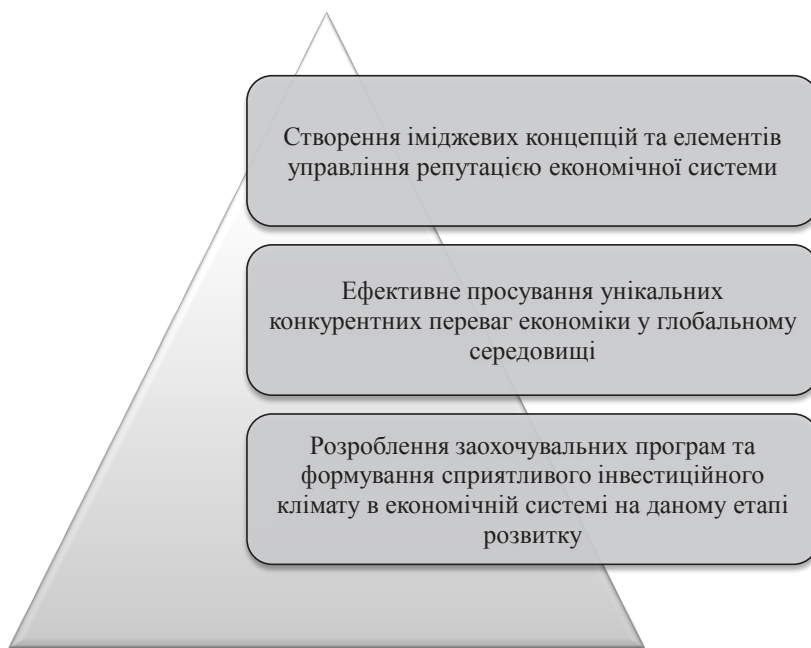 Створення іміджевих концепцій та елементів
управління репутацією економічної системи
Ефективне просування унікальних
конкурентних переваг економіки у глобальному
середовищі
Розроблення заохочувальних програм та
формування сприятливого інвестиційного
клімату в економічній системі на даному етапі
розвитку